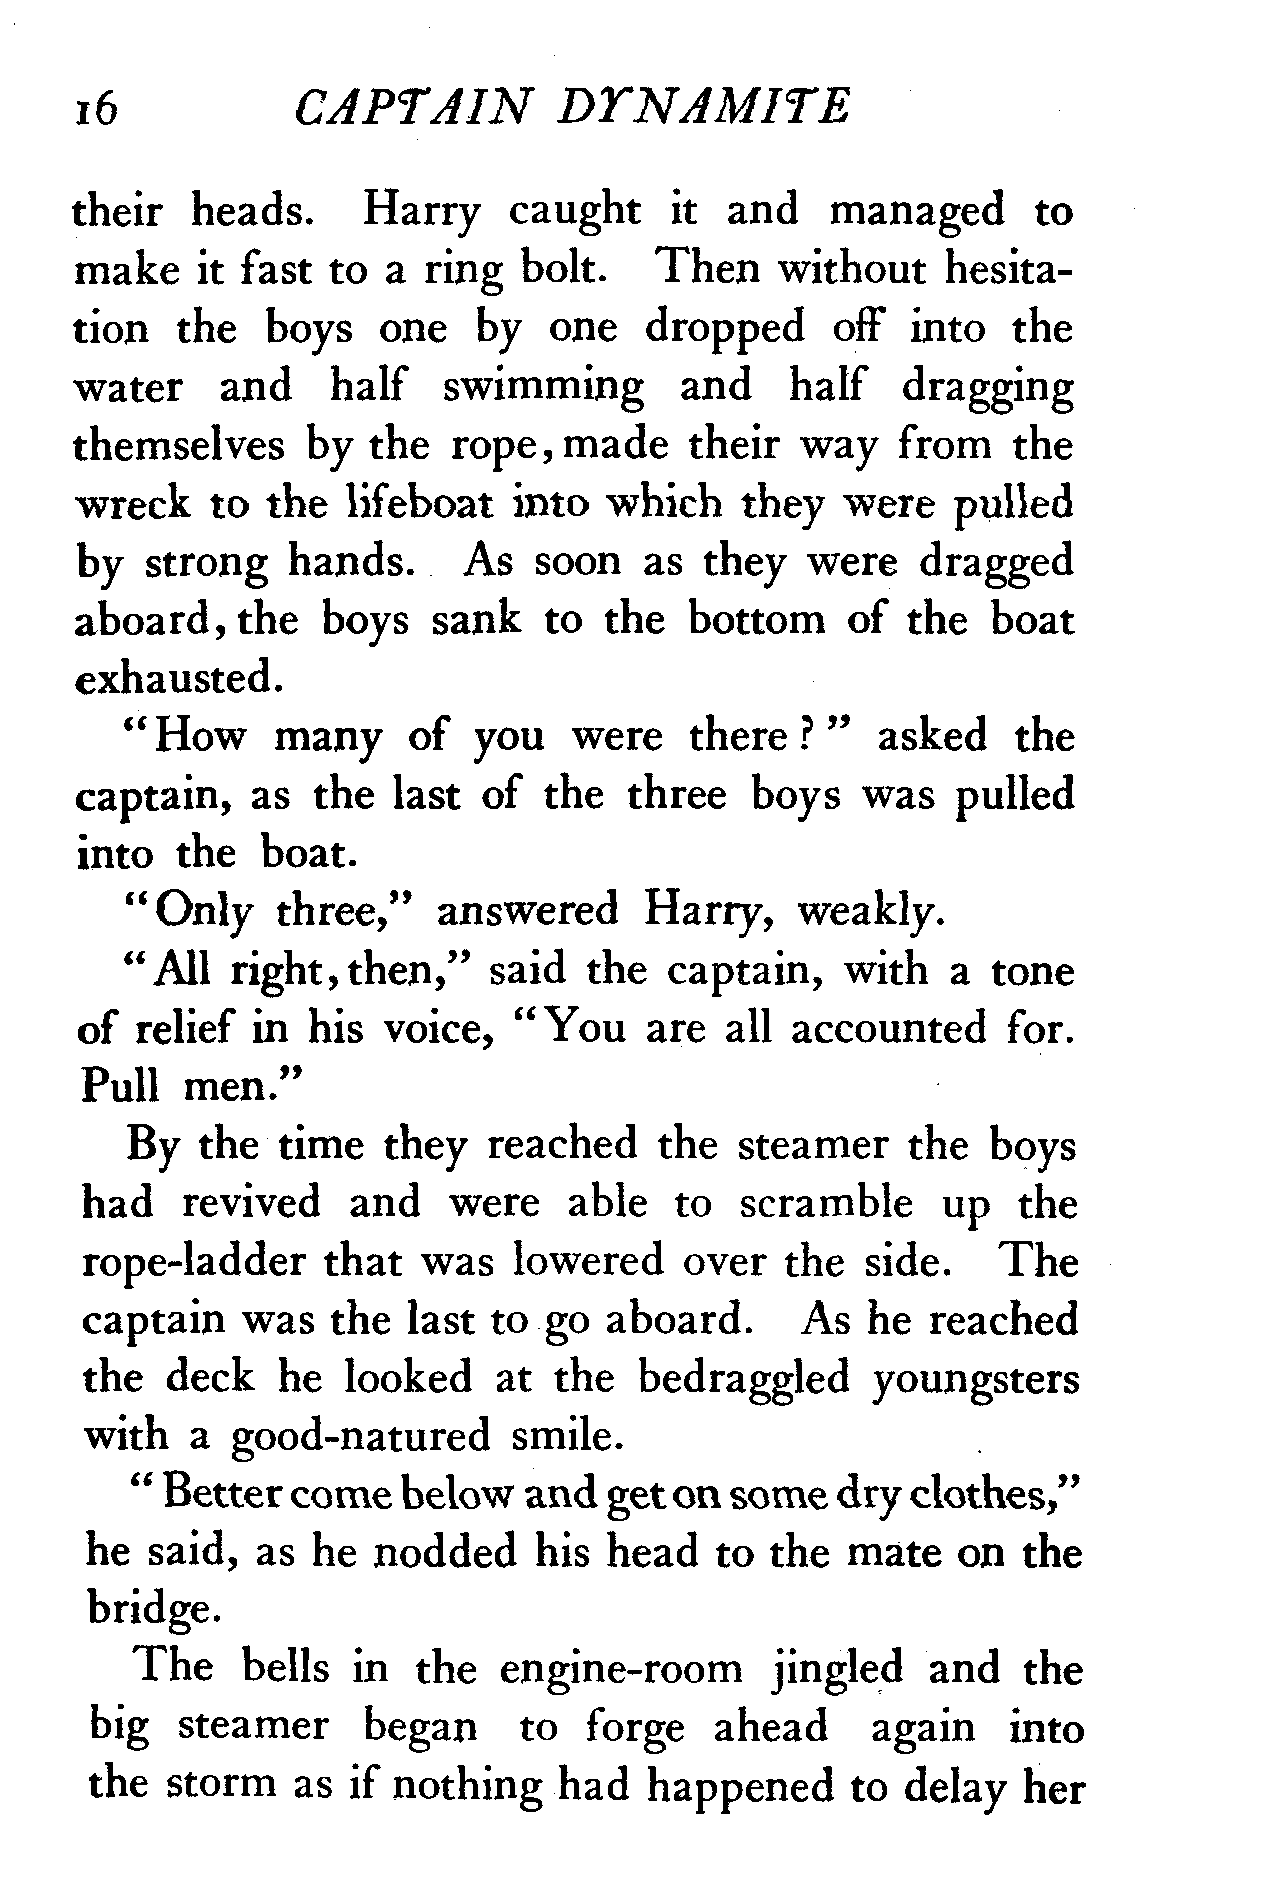 16 CAPTAIN DYNAMITE
their heads. Harry caught it and managed to
make it fast to a ring bolt. Then without hesita-
tion the boys one by one dropped off into the
water and half swimming and half dragging
themselves by the rope, made their way from the
wreck to the lifeboat into which they were pulled
by strong hands. As soon as they were dragged
aboard, the boys sank to the bottom of the boat
exhausted.
"How many of you were there?" asked the
captain, as the last of the three boys was pulled
into the boat.
"Only three," answered Harry, weakly.
"All right, then," said the captain, with a tone
of relief in his voice, "You are all accounted for.
Pull men."
By the time they reached the steamer the boys
had revived and were able to scramble up the
rope-ladder that was lowered over the side. The
captain was the last to go aboard. As he reached
the deck he looked at the bedraggled youngsters
with a good-natured smile.
"Better come below and get on some dry clothes,"
he said, as he nodded his head to the mate on the
bridge.
The bells in the engine-room jingled and the
big steamer began to forge ahead again into
the storm as if nothing had happened to delay her